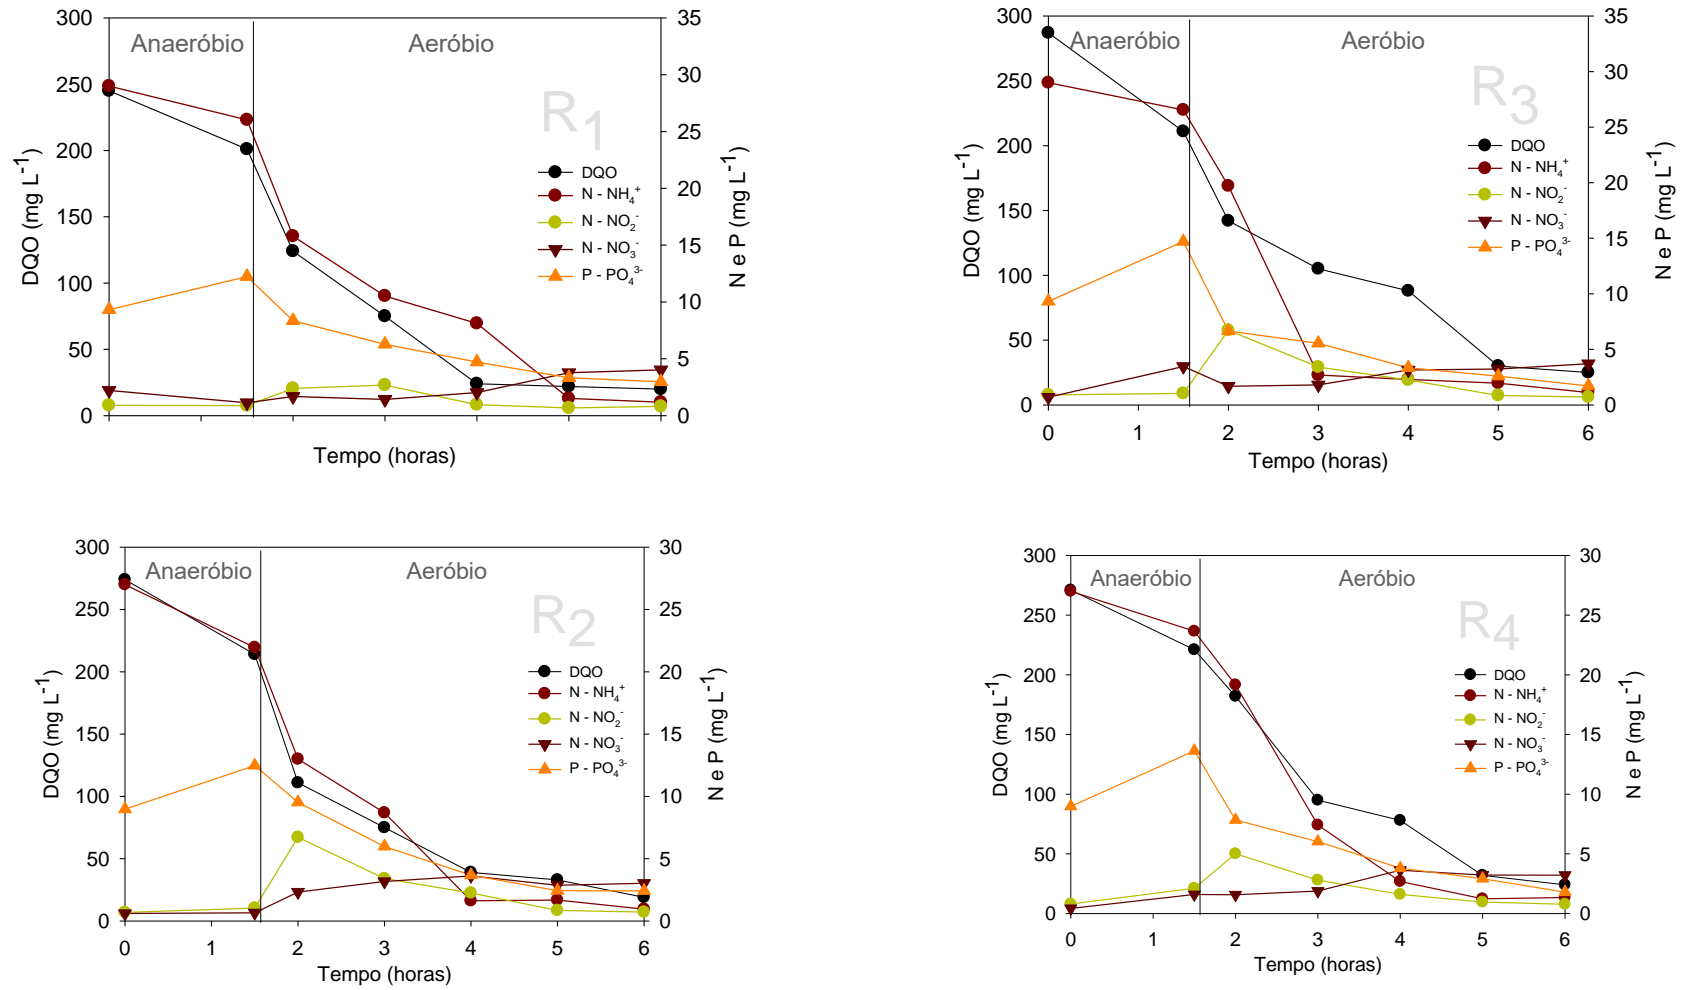 300
250
200
150
100
50
0
DQO (mg L-1)
Anaeróbio
Aeróbio
R1
DQO
N - NH4+
N - NO2-
N - NO3-
P - PO43-
35
30
25
20
15
10
5
0
N e P (mg L-1)
Tempo (horas)
300
250
200
150
100
50
0
DQO (mg L-1)
Anaeróbio
Aeróbio
R3
DQO
N - NH4+
N - NO2-
N - NO3-
P - PO43-
35
30
25
20
15
10
5
0
N e P (mg L-1)
0 1 2 3 4 5 6
Tempo (horas)
300
250
200
150
100
50
0
DQO (mg L-1)
Anaeróbio
Aeróbio
R2
DQO
N - NH4+
N - NO2-
N - NO3-
P - PO43-
30
25
20
15
10
5
0
N e P (mg L-1)
0 1 2 3 4 5 6
Tempo (horas)
300
250
200
150
100
50
0
DQO (mg L-1)
Anaeróbio
Aeróbio
R4
DQO
N - NH4+
N - NO2-
N - NO3-
P - PO43-
30
25
20
15
10
5
0
N e P (mg L-1)
0 1 2 3 4 5 6
Tempo (horas)